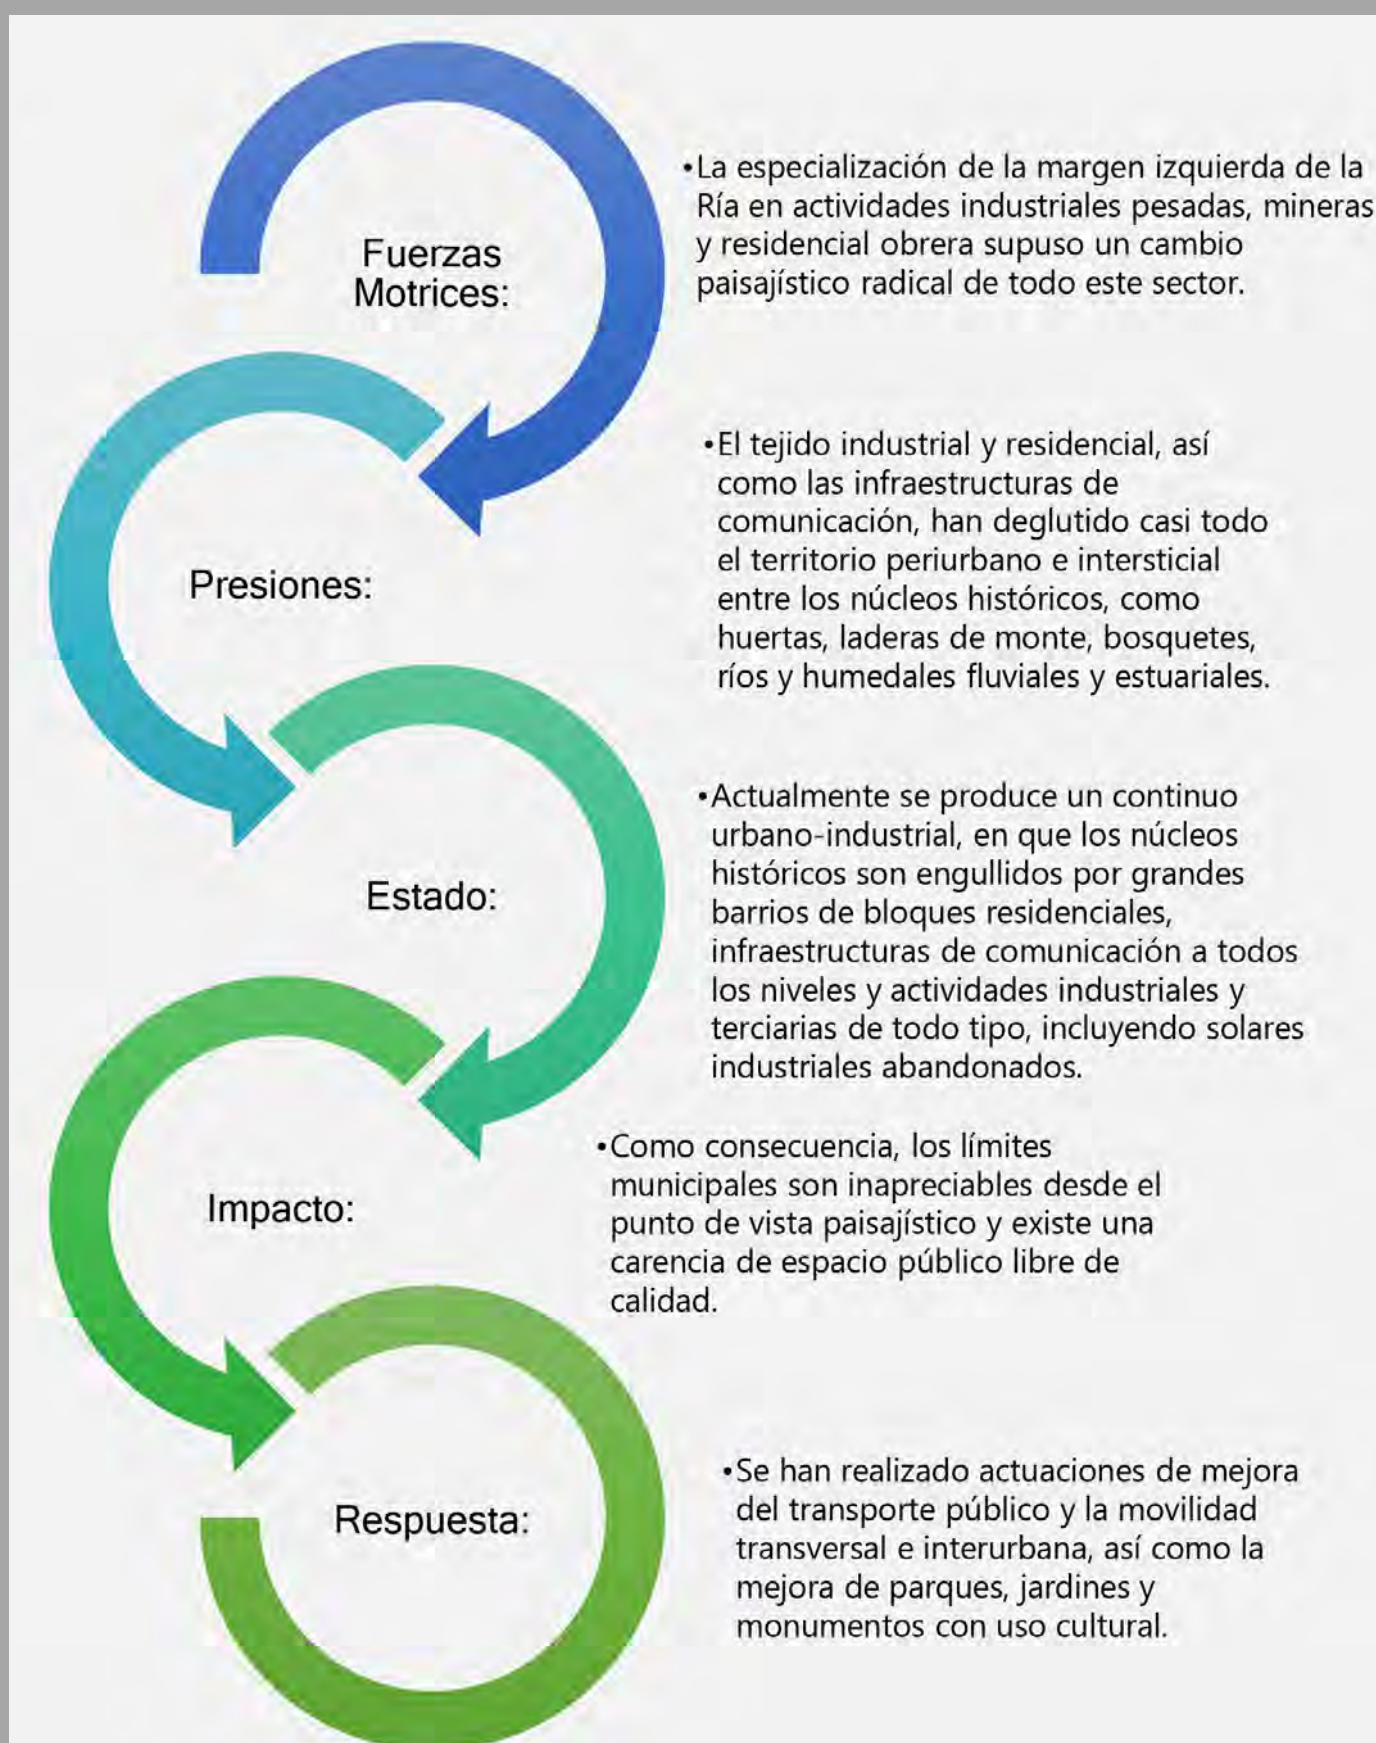 Fuerzas
Motrices:
•La especialización de la margen izquierda de la
Ría en actividades industriales pesadas, mineras
y residencial obrera supuso un cambio
paisajístico radical de todo este sector.
Presiones:
•El tejido industrial y residencial, así
como las infraestructuras de
comunicación, han deglutido casi todo
el territorio periurbano e intersticial
entre los núcleos históricos, como
huertas, laderas de monte, bosquetes,
ríos y humedales fluviales y estuariales.
Estado:
•Actualmente se produce un continuo
urbano-industrial, en que los núcleos
históricos son engullidos por grandes
barrios de bloques residenciales,
infraestructuras de comunicación a todos
los niveles y actividades industriales y
terciarias de todo tipo, incluyendo solares
industriales abandonados.
Impacto:
•Como consecuencia, los límites
municipales son inapreciables desde el
punto de vista paisajístico y existe una
carencia de espacio público libre de
calidad.
Respuesta:
•Se han realizado actuaciones de mejora
del transporte público y la movilidad
transversal e interurbana, así como la
mejora de parques, jardines y
monumentos con uso cultural.